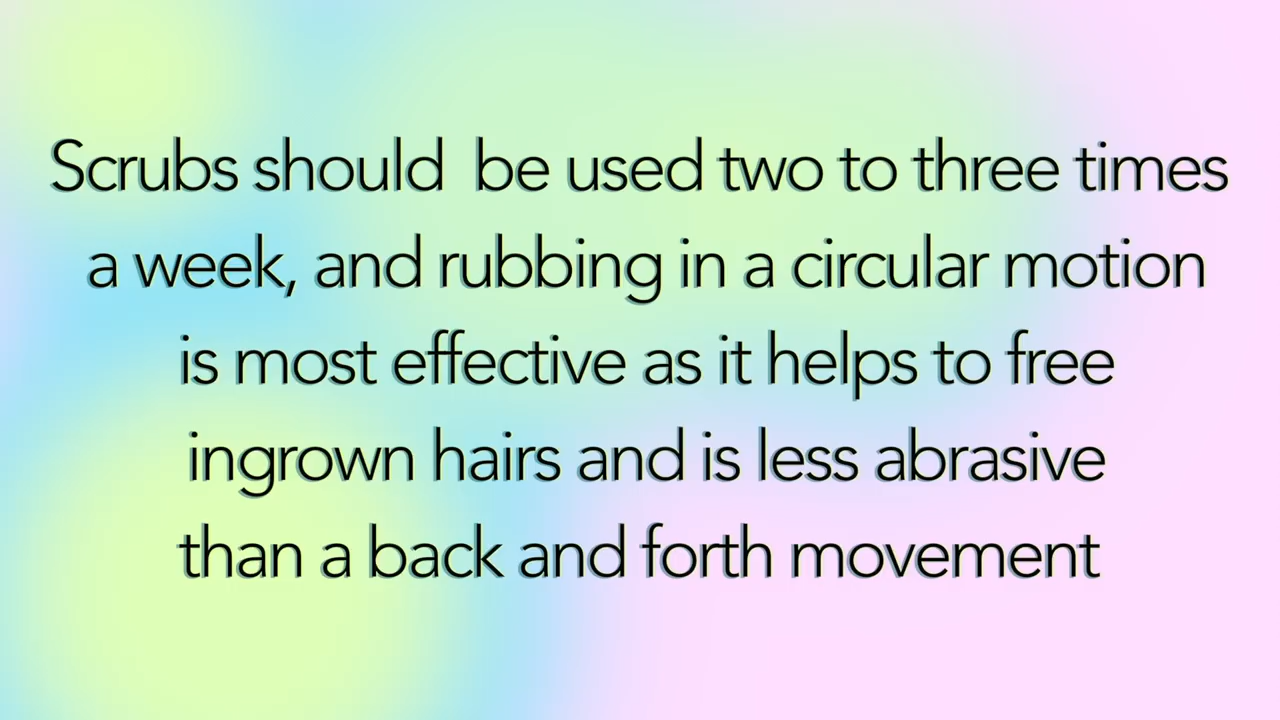 Scrubs should  be used two to three times
a week, and rubbing in a circular motion
is most effective as it helps to free
ingrown hairs and is less abrasive
than a back and forth movement